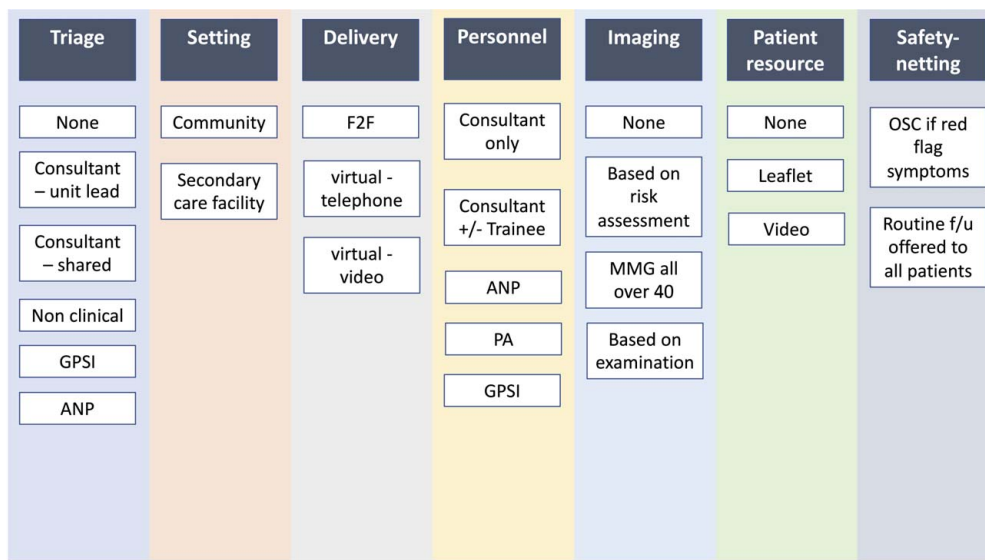 Triage
None
Consultant
– unit lead
Consultant
– shared
Non clinical
GPSI
ANP
Setting
Community
Secondary
care facility
Delivery
F2F
virtual -
telephone
virtual -
video
Personnel
Consultant
only
Consultant
+/- Trainee
ANP
PA
GPSI
Imaging
None
Based on
risk
assessment
MMG all
over 40
Based on
examination
Patient
resource
None
Leaflet
Video
Safety-
netting
OSC if red
flag
symptoms
Routine f/u
offered to
all patients